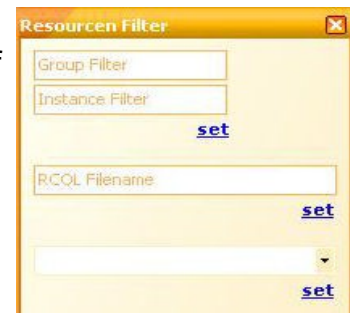 Resourcen Filter
Group Filter
Instance Filter
set
RCOL Filename
set
set